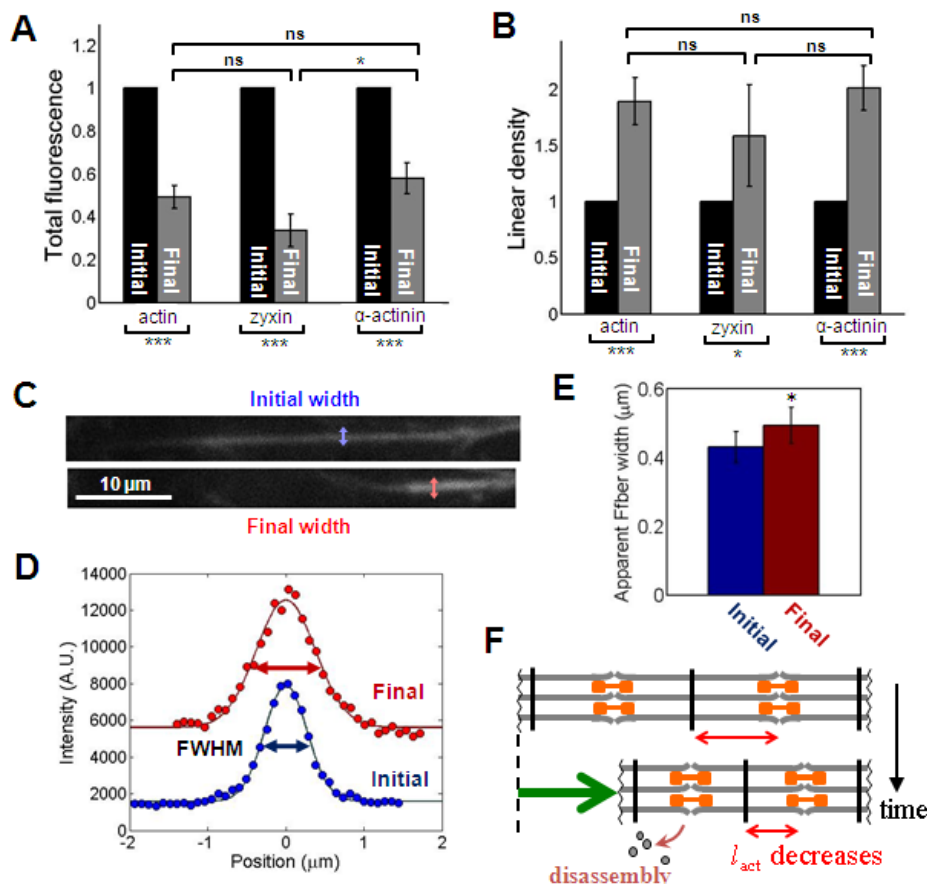 A
ns
ns
*
Total fluorescence
1.2
1
0.8
0.6
0.4
0.2
0
Initial
Final
Initial
Final
Initial
Final
actin
zyxin
α-actinin
***
***
***
B
ns
ns
ns
Linear density
2
1.5
1
0.5
0
Initial
Final
Initial
Final
Initial
Final
actin
zyxin
α-actinin
***
*
***
C
Initial width
10 µm
Final width
D
Intensity (A.U.)
14000
12000
10000
8000
6000
4000
2000
0
Final
FWHM
Initial
-2
-1
0
1
2
Position (µm)
E
Apparent Ffber width (µm)
0.6
0.4
0.2
0
*
Initial
Final
F
time
disassembly
lact decreases